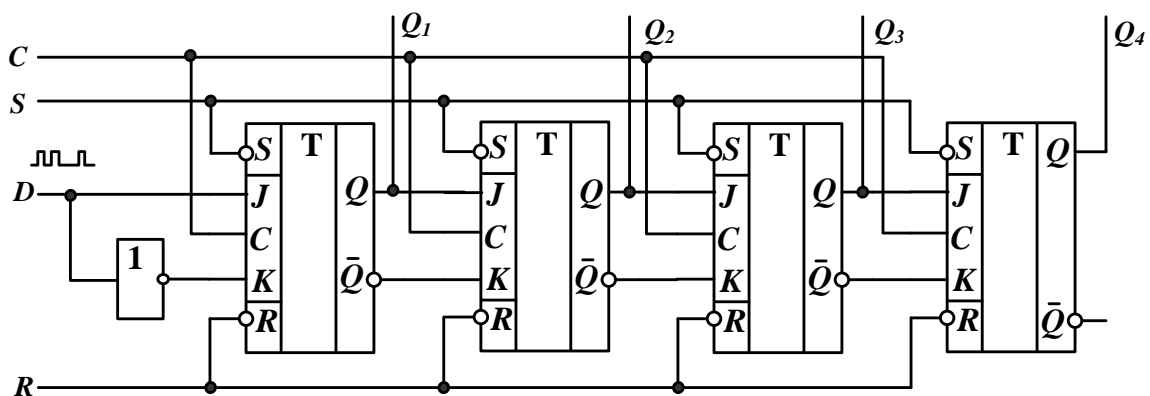 Q1 Q2 Q3 Q4
C
S
S T S T S T S T Q
D J Q J Q J Q J
1 C C C C
K Q̄ K Q̄ K Q̄ K
R R R R Q̄
R